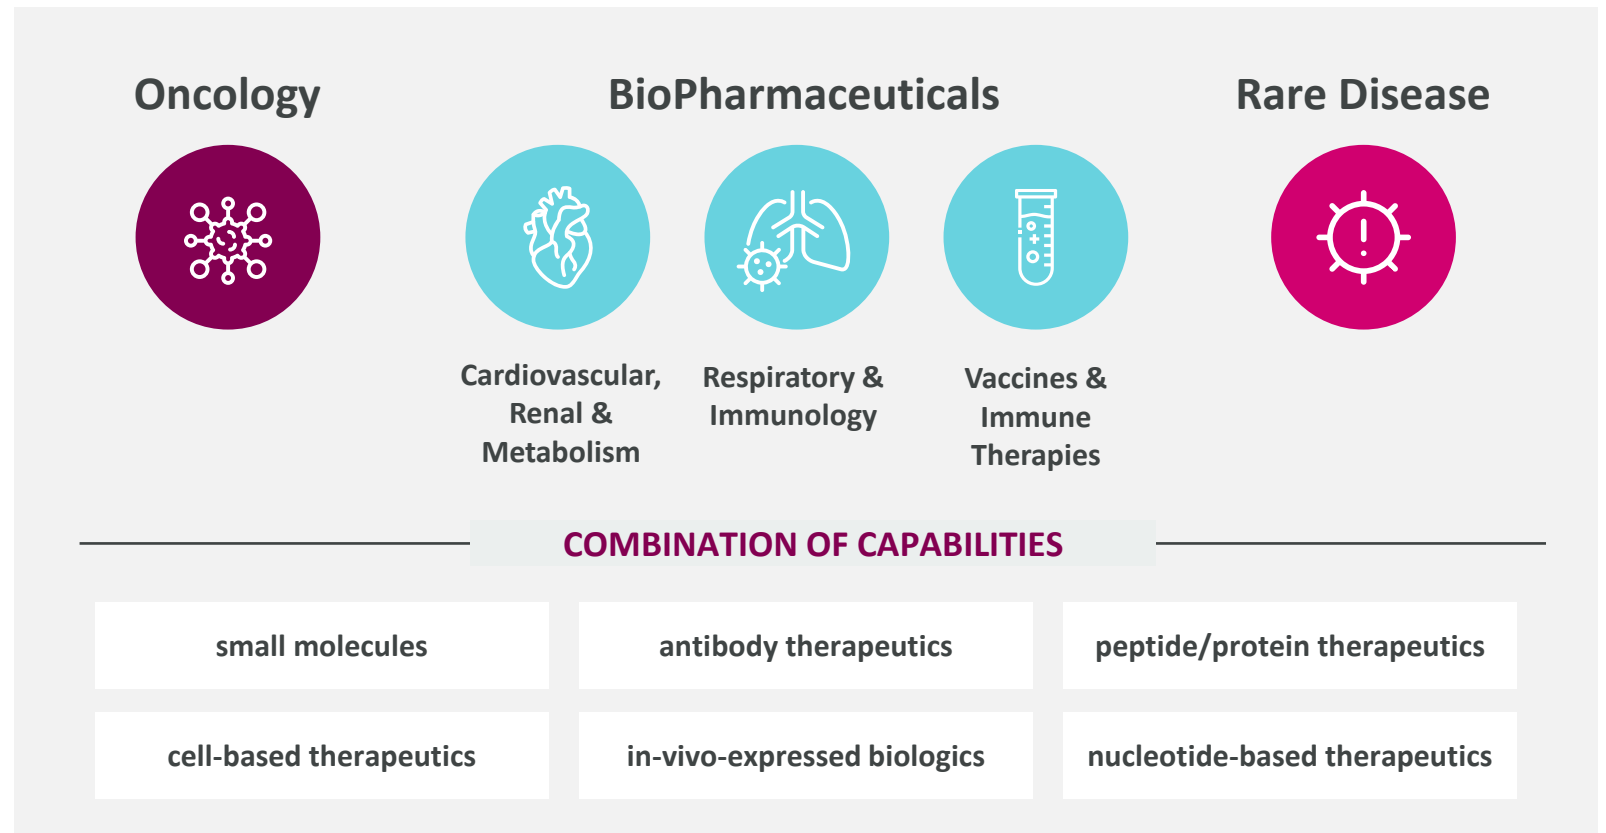 Oncology
BioPharmaceuticals
Rare Disease
Cardiovascular,
Renal &
Metabolism
Respiratory &
Immunology
Vaccines &
Immune
Therapies
COMBINATION OF CAPABILITIES
small molecules
antibody therapeutics
peptide/protein therapeutics
cell-based therapeutics
in-vivo-expressed biologics
nucleotide-based therapeutics